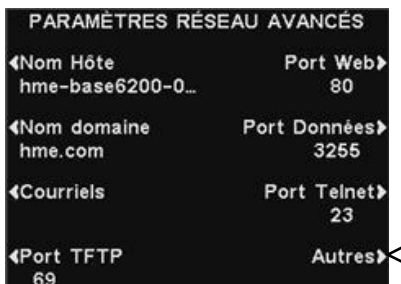 PARAMÈTRES RÉSEAU AVANCÉS
Nom Hôte
hme-base6200-0…
Port Web
80
Nom domaine
hme.com
Port Données
3255
Courriels
Port Telnet
23
Port TFTP
69
Autres